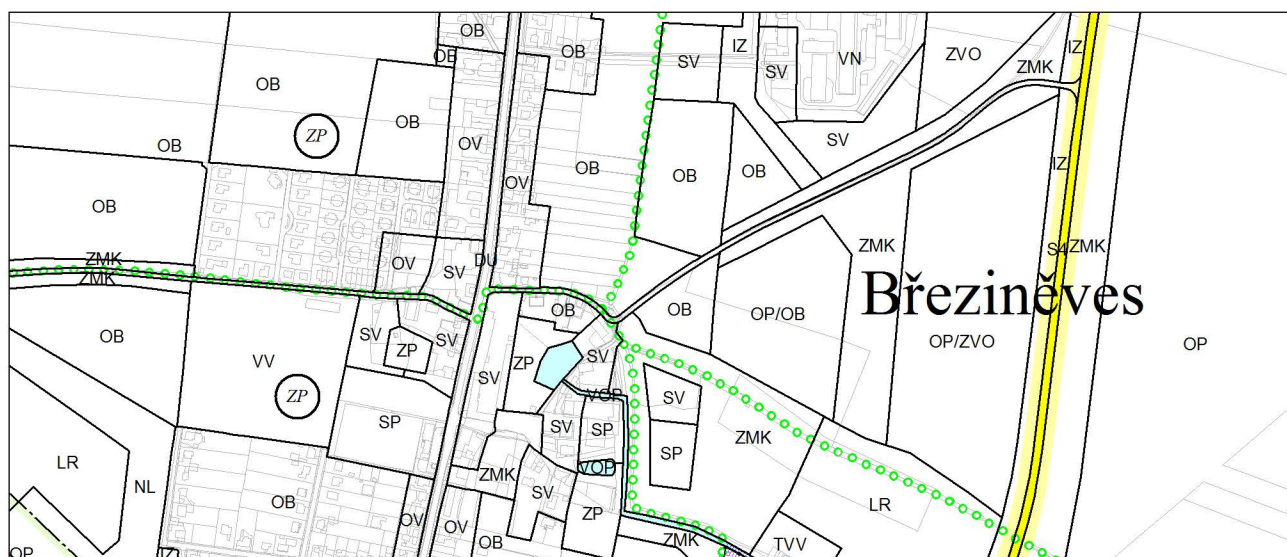 OB
OB
OB
SV
IZ
SV
VN
ZVO
IZ
ZMK
OB
ZP
OB
OB
OV
OB
OV
OB
OB
SV
IZ
OB
ZMK
ZMK
OV
SV
DU
ZMK
S4
ZMK
Březiněves
OB
VV
ZP
SV
ZP
SV
SV
ZP
OB
SV
OB
OP/OB
OP/ZVO
OP
VOP
SV
SP
SV
SP
SP
ZMK
LR
NL
OB
OV
OV
ZMK
OB
SV
VOP
ZP
ZMK
TVV
LR
OP
IZ